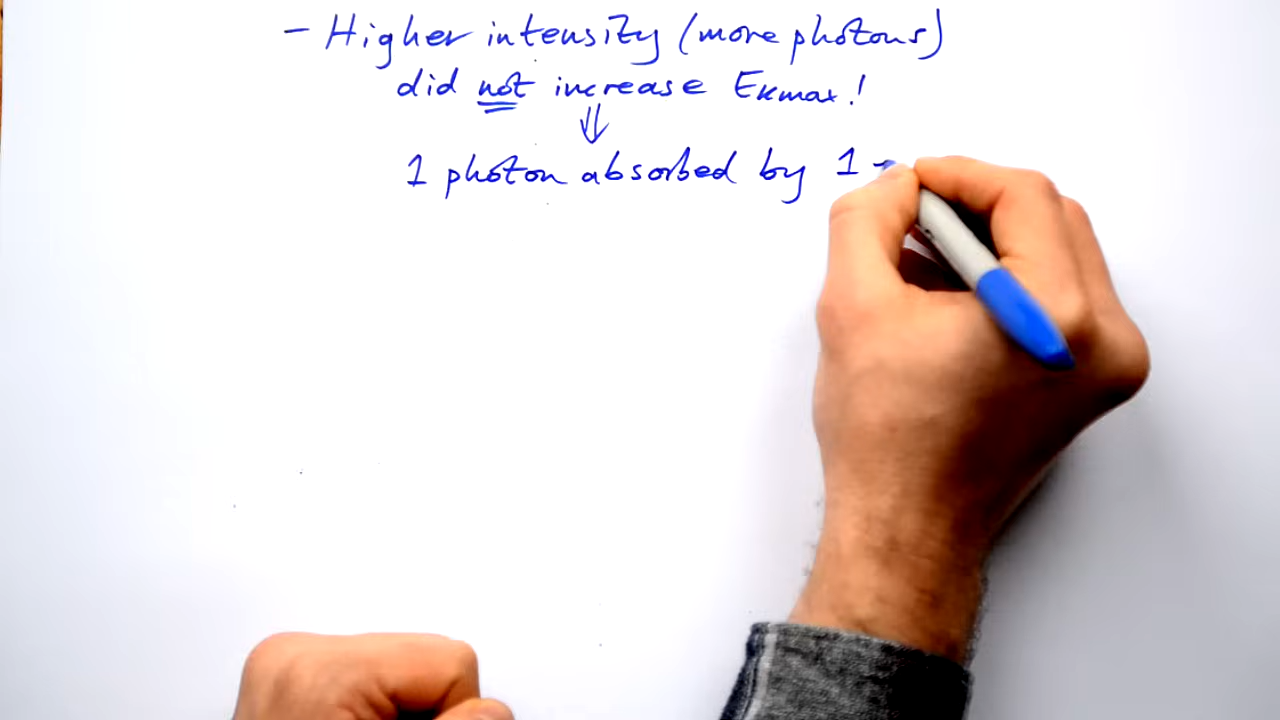 - Higher intensity (more photons)
did not increase Ekmax!
⇓
1 photon absorbed by 1